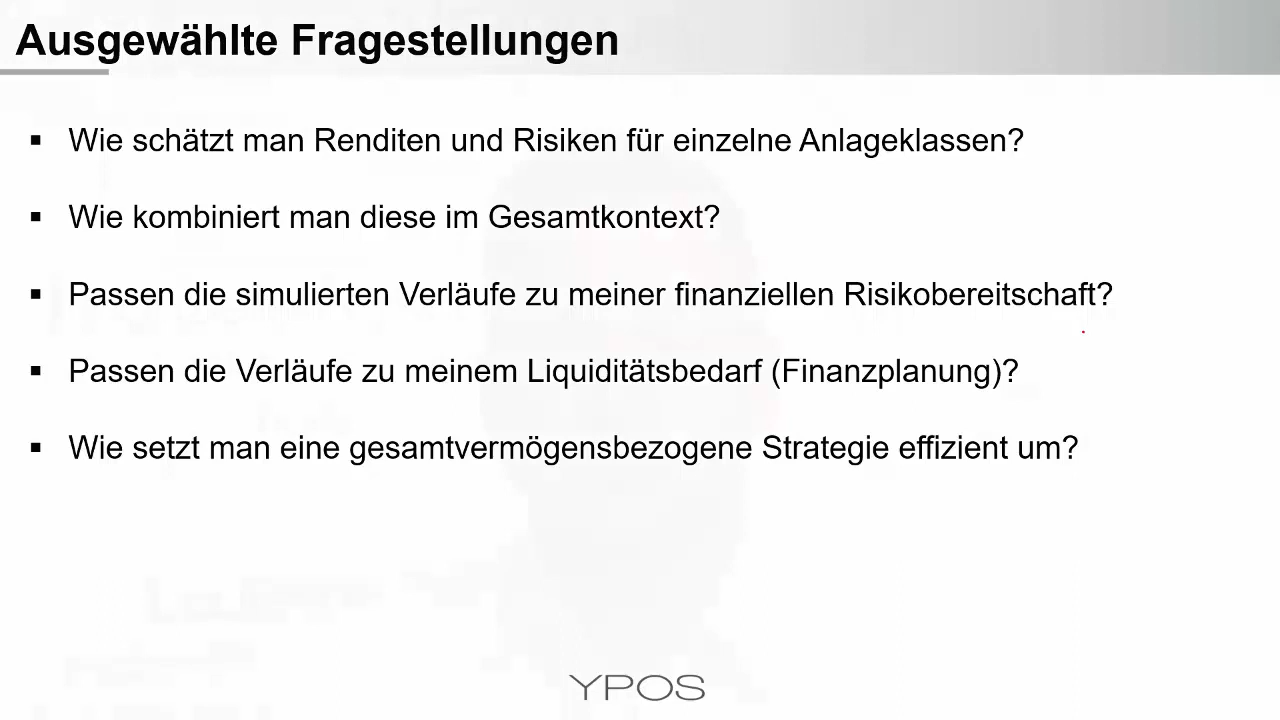 Ausgewählte Fragestellungen
▪ Wie schätzt man Renditen und Risiken für einzelne Anlageklassen?
▪ Wie kombiniert man diese im Gesamtkontext?
▪ Passen die simulierten Verläufe zu meiner finanziellen Risikobereitschaft?
▪ Passen die Verläufe zu meinem Liquiditätsbedarf (Finanzplanung)?
▪ Wie setzt man eine gesamtvermögensbezogene Strategie effizient um?
YPOS